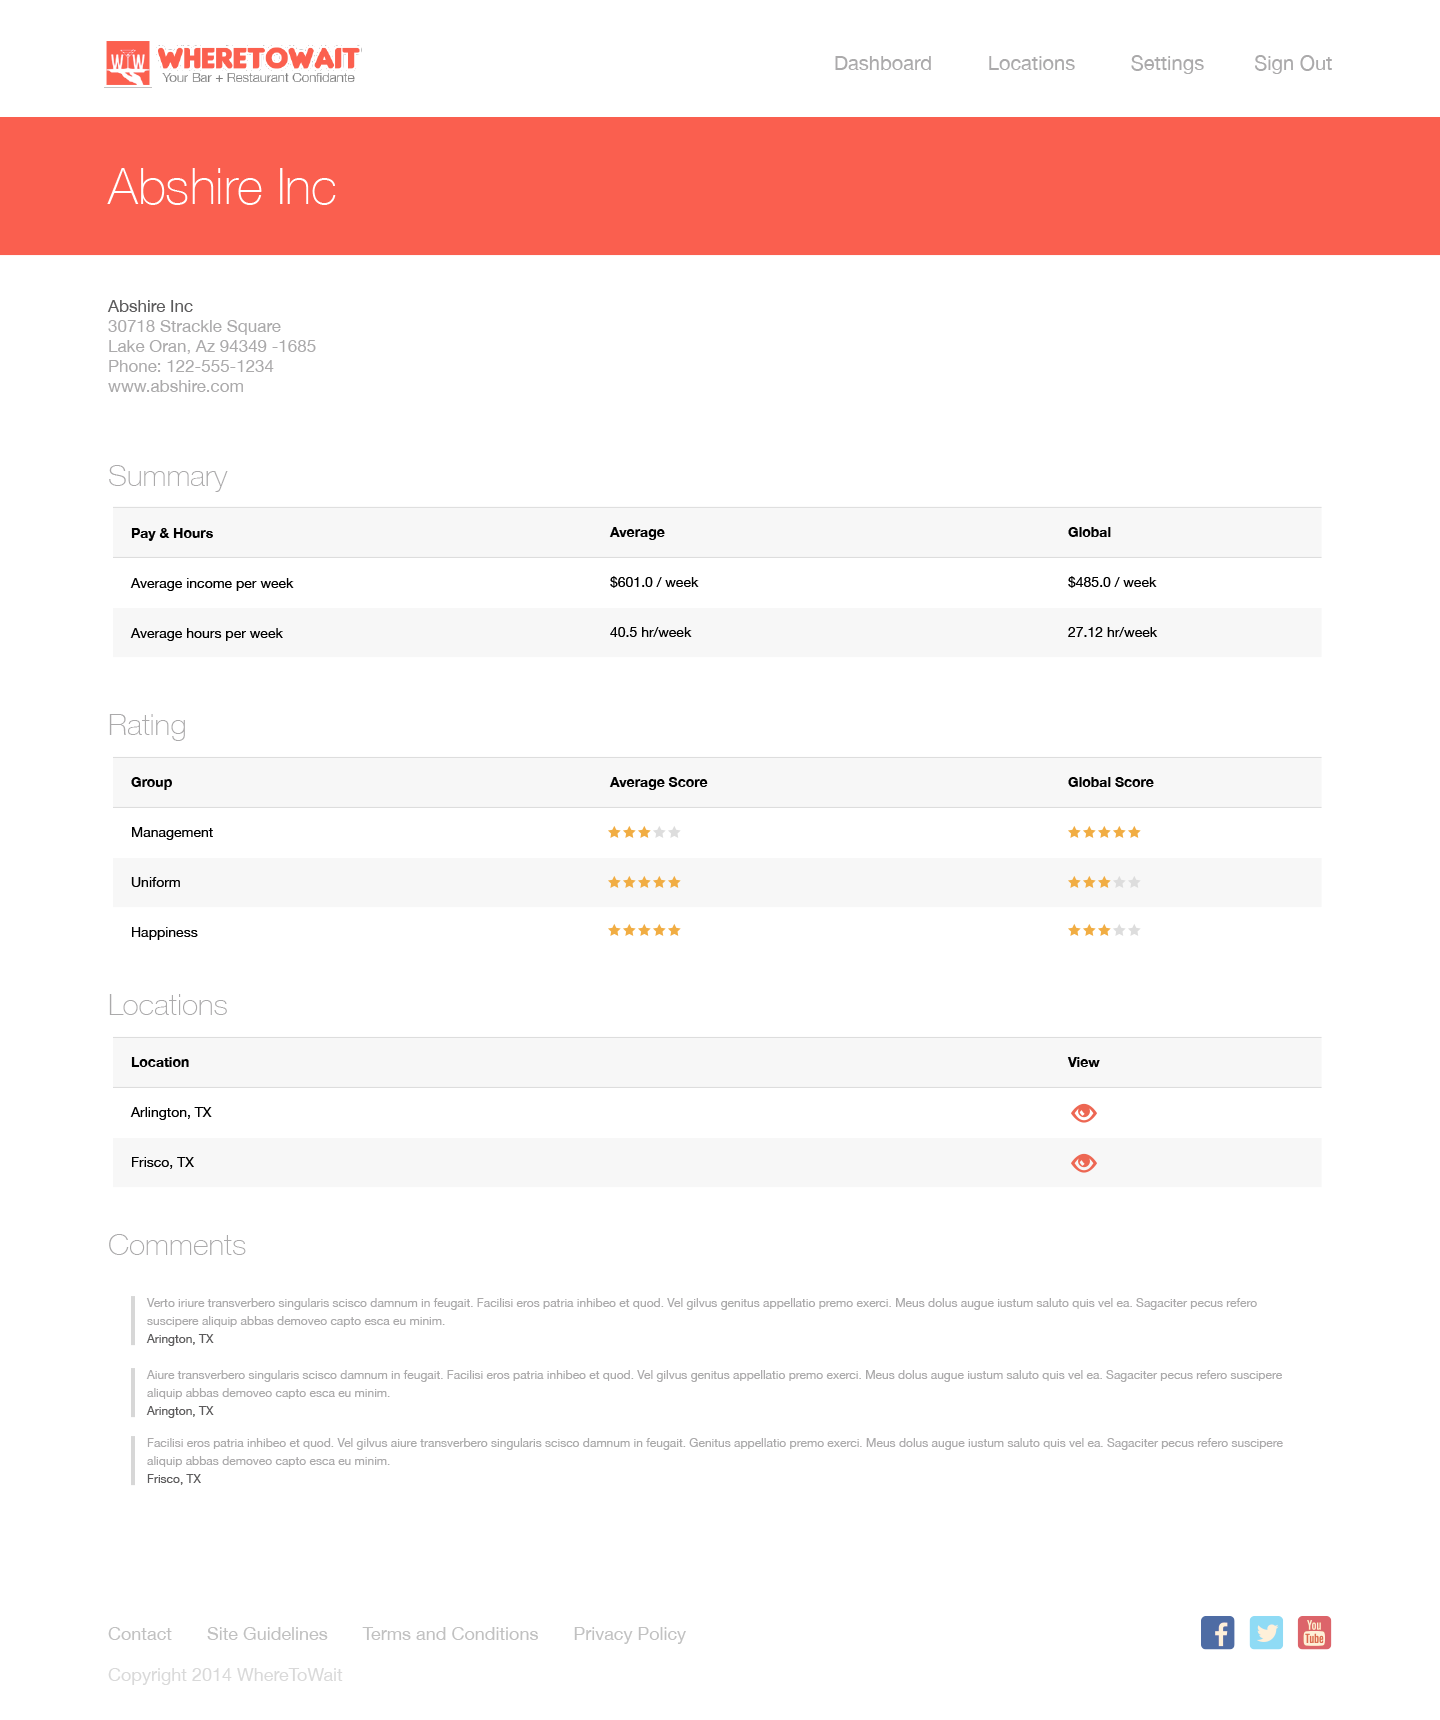 WTW WHERETOWAIT
Your Bar + Restaurant Confidante
Dashboard Locations Settings Sign Out
Abshire Inc
Abshire Inc
30718 Strackle Square
Lake Oran, Az 94349 -1685
Phone: 122-555-1234
www.abshire.com
Summary
Pay & Hours Average Global
Average income per week $601.0 / week $485.0 / week
Average hours per week 40.5 hr/week 27.12 hr/week
Rating
Group Average Score Global Score
Management
Uniform
Happiness
Locations
Location View
Arlington, TX
Frisco, TX
Comments
Verto iriure transverbero singularis scisco damnum in feugait. Facilisi eros patria inhibeo et quod. Vel gilvus genitus appellatio premo exerci. Meus dolus augue iustum saluto quis vel ea. Sagaciter pecus refero
suscipere aliquip abbas demoveo capto esca eu minim.
Arington, TX
Aiure transverbero singularis scisco damnum in feugait. Facilisi eros patria inhibeo et quod. Vel gilvus genitus appellatio premo exerci. Meus dolus augue iustum saluto quis vel ea. Sagaciter pecus refero suscipere
aliquip abbas demoveo capto esca eu minim.
Arington, TX
Facilisi eros patria inhibeo et quod. Vel gilvus aiure transverbero singularis scisco damnum in feugait. Genitus appellatio premo exerci. Meus dolus augue iustum saluto quis vel ea. Sagaciter pecus refero suscipere
aliquip abbas demoveo capto esca eu minim.
Frisco, TX
Contact Site Guidelines Terms and Conditions Privacy Policy
You
Tube
Copyright 2014 WhereToWait